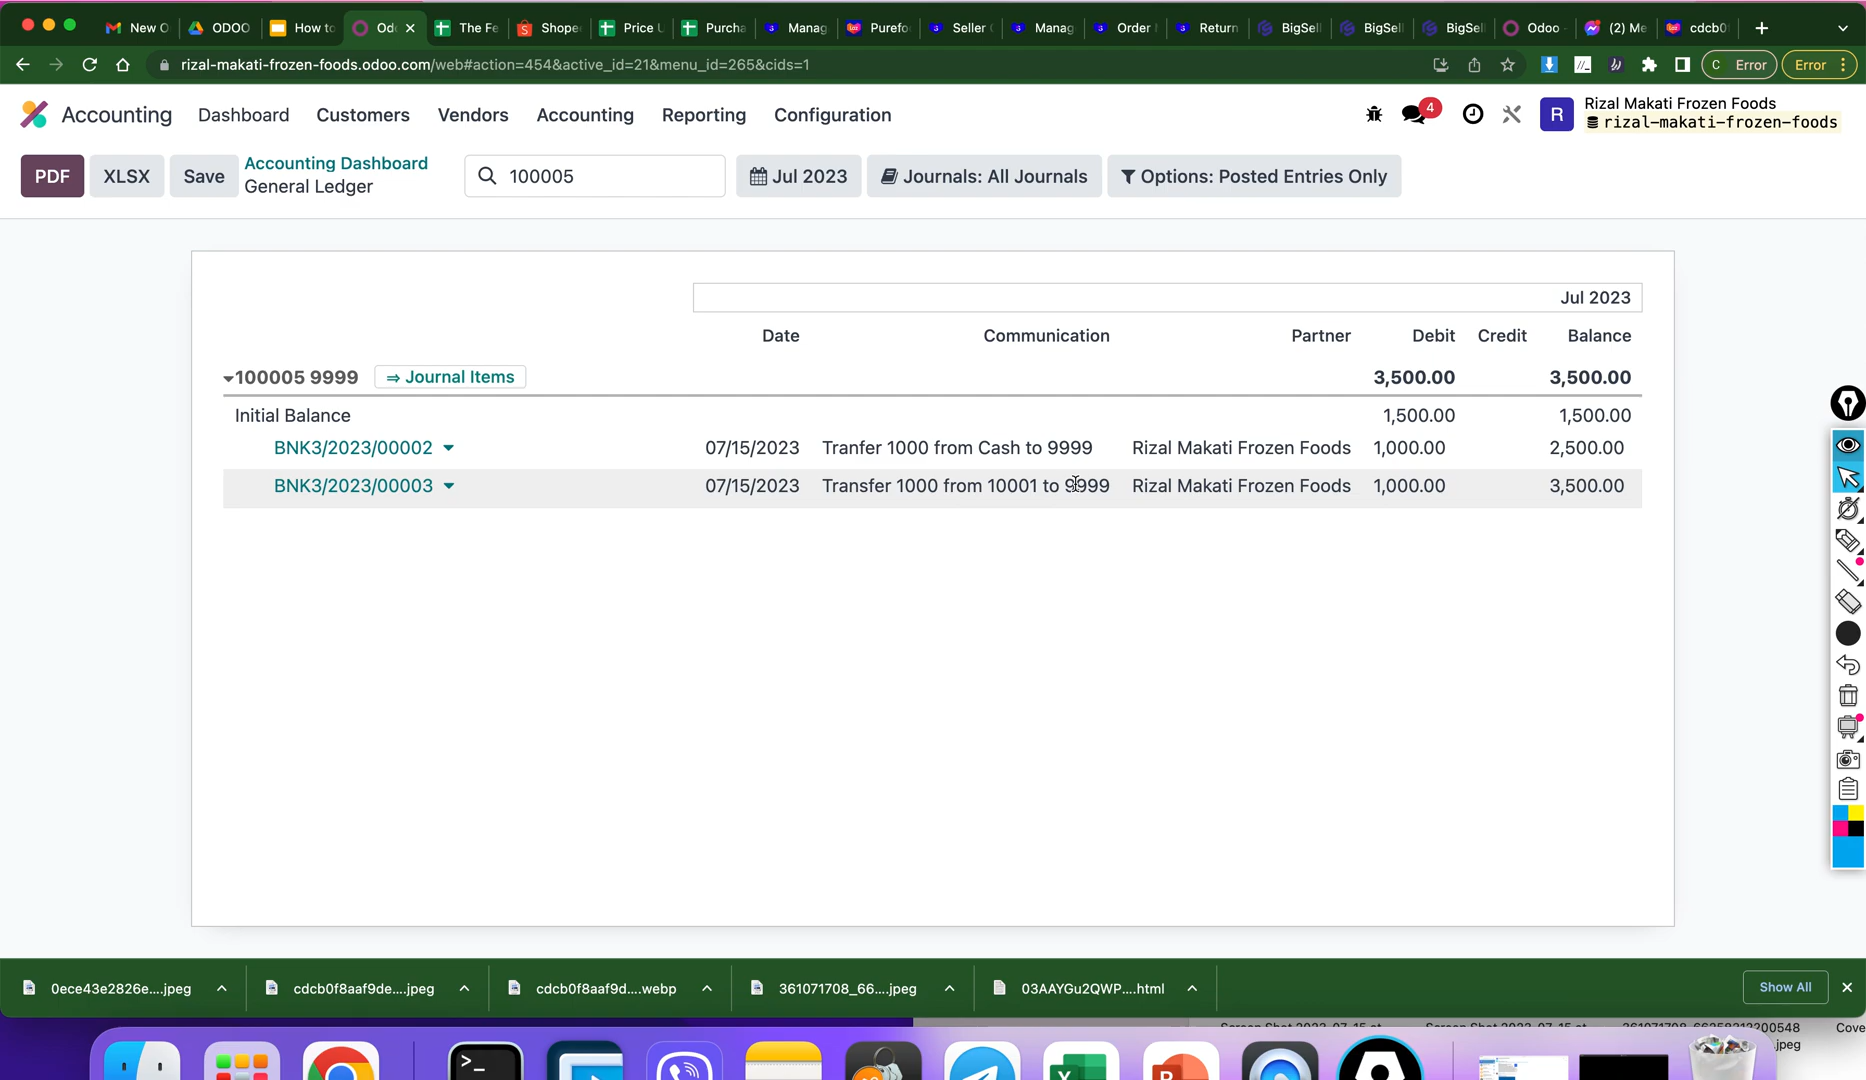 New O
ODOO
How to
Odo
The Fe
Shope
Price U
Purcha
Manag
Purefo
Seller
Manag
Order
Return
BigSell
BigSell
BigSell
Odoo
(2) Me
cdcb0
rizal-makati-frozen-foods.odoo.com/web#action=454&active_id=21&menu_id=265&cids=1
C Error
Error
Accounting Dashboard Customers Vendors Accounting Reporting Configuration
4
R
Rizal Makati Frozen Foods
rizal-makati-frozen-foods
PDF
XLSX
Save
Accounting Dashboard
General Ledger
100005
Jul 2023
Journals: All Journals
Options: Posted Entries Only
Jul 2023
Date Communication Partner Debit Credit Balance
100005 9999 ⇒ Journal Items 3,500.00 3,500.00
Initial Balance 1,500.00 1,500.00
BNK3/2023/00002 07/15/2023 Tranfer 1000 from Cash to 9999 Rizal Makati Frozen Foods 1,000.00 2,500.00
BNK3/2023/00003 07/15/2023 Transfer 1000 from 10001 to 9999 Rizal Makati Frozen Foods 1,000.00 3,500.00
0ece43e2826e....jpeg
cdcb0f8aaf9de....jpeg
cdcb0f8aaf9d....webp
361071708_66....jpeg
03AAYGu2QWP....html
Show All